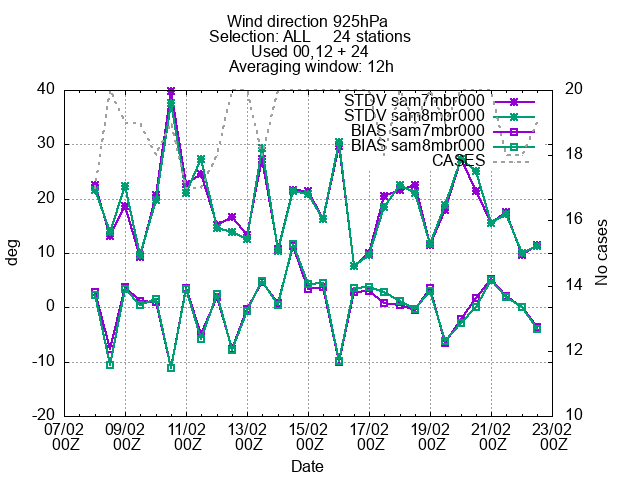 Wind direction 925hPa
Selection: ALL 24 stations
Used 00,12 + 24
Averaging window: 12h
STDV sam7mbr000
STDV sam8mbr000
BIAS sam7mbr000
BIAS sam8mbr000
CASES
40
30
20
10
0
-10
-20
deg
20
18
16
14
12
10
No cases
07/02 09/02 11/02 13/02 15/02 17/02 19/02 21/02 23/02
00Z 00Z 00Z 00Z 00Z 00Z 00Z 00Z 00Z
Date